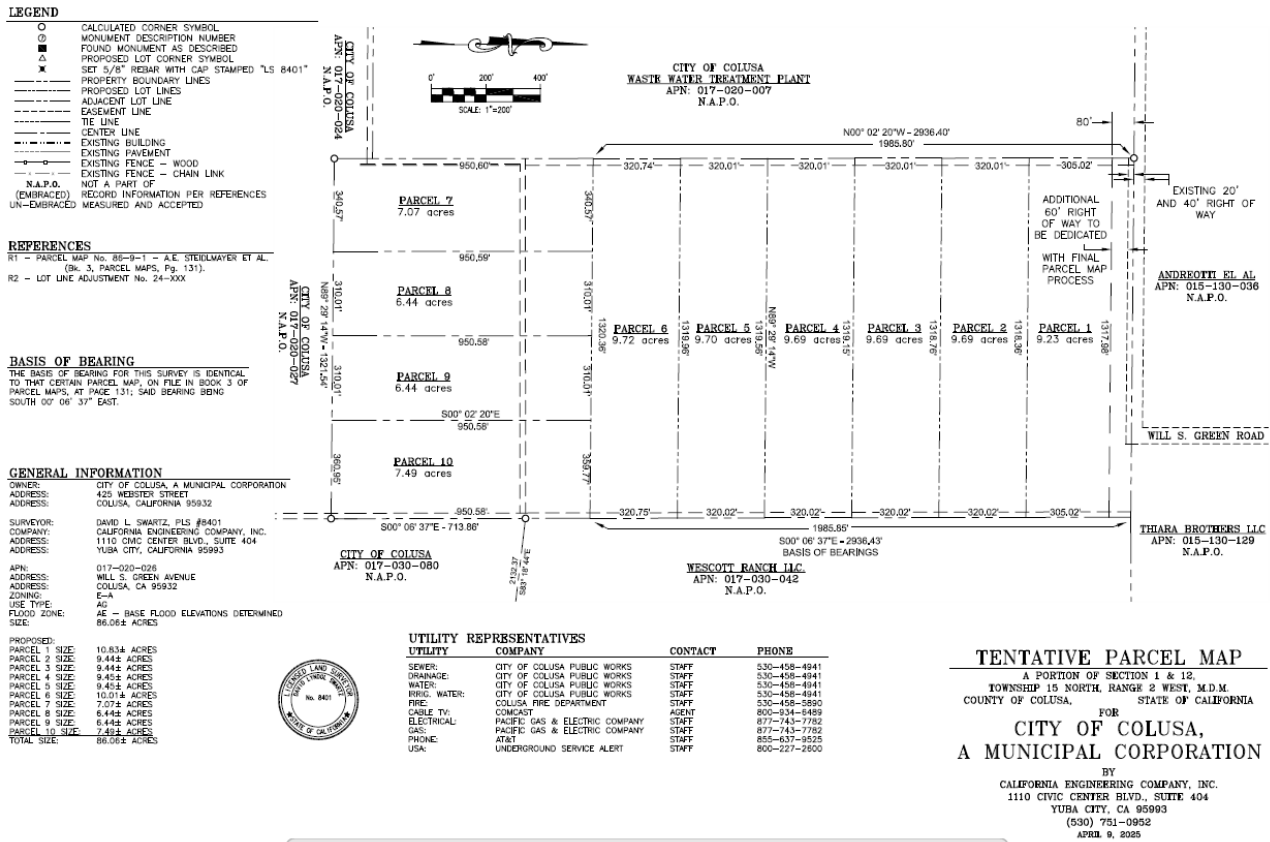 LEGEND
CALCULATED CORNER SYMBOL
MONUMENT DESCRIPTION NUMBER
FOUND MONUMENT AS DESCRIBED
PROPOSED LOT CORNER SYMBOL
SET 5/8" REBAR WITH CAP STAMPED "LS 8401"
PROPERTY BOUNDARY LINES
PROPOSED LOT LINES
ADJACENT LOT LINE
EASEMENT LINE
TIE LINE
CENTER LINE
EXISTING BUILDING
EXISTING PAVEMENT
EXISTING FENCE - WOOD
EXISTING FENCE - CHAIN LINK
N.A.P.O. NOT A PART OF
(EMBRACED) RECORD INFORMATION PER REFERENCES
UN-EMBRACED MEASURED AND ACCEPTED
REFERENCES
R1 - PARCEL MAP No. 86-9-1 - A.E. STEIDLMAYER ET AL.
(Bk. 3, PARCEL MAPS, Pg. 131).
R2 - LOT LINE ADJUSTMENT No. 24-XXX
BASIS OF BEARING
THE BASIS OF BEARING FOR THIS SURVEY IS IDENTICAL
TO THAT CERTAIN PARCEL MAP, ON FILE IN BOOK 3 OF
PARCEL MAPS, AT PAGE 131; SAID BEARING BEING
SOUTH 00° 06' 37" EAST.
GENERAL INFORMATION
OWNER: CITY OF COLUSA, A MUNICIPAL CORPORATION
ADDRESS: 425 WEBSTER STREET
ADDRESS: COLUSA, CALIFORNIA 95932
SURVEYOR: DAVID L. SWARTZ, PLS #8401
COMPANY: CALIFORNIA ENGINEERING COMPANY, INC.
ADDRESS: 1110 CIVIC CENTER BLVD., SUITE 404
ADDRESS: YUBA CITY, CALIFORNIA 95993
APN: 017-020-026
ADDRESS: WILL S. GREEN AVENUE
ADDRESS: COLUSA, CA 95932
ZONING: E-A
USE TYPE: AG
FLOOD ZONE: AE - BASE FLOOD ELEVATIONS DETERMINED
SIZE: 86.06± ACRES
PROPOSED:
PARCEL 1 SIZE: 10.83± ACRES
PARCEL 2 SIZE: 9.44± ACRES
PARCEL 3 SIZE: 9.44± ACRES
PARCEL 4 SIZE: 9.45± ACRES
PARCEL 5 SIZE: 9.45± ACRES
PARCEL 6 SIZE: 10.01± ACRES
PARCEL 7 SIZE: 7.07± ACRES
PARCEL 8 SIZE: 6.44± ACRES
PARCEL 9 SIZE: 6.44± ACRES
PARCEL 10 SIZE: 7.49± ACRES
TOTAL SIZE: 86.06± ACRES
CITY OF COLUSA
APN: 017-020-024
N.A.P.O.
0' 200' 400'
SCALE: 1"=200'
CITY OF COLUSA
WASTE WATER TREATMENT PLANT
APN: 017-020-007
N.A.P.O.
80'
N00° 02' 20"W - 2936.40'
1985.80'
950.60' 320.74' 320.01' 320.01' 320.01' 320.01' 305.02'
EXISTING 20'
AND 40' RIGHT OF
WAY
ADDITIONAL
60' RIGHT
OF WAY TO
BE DEDICATED
WITH FINAL
PARCEL MAP
PROCESS
ANDREOTTI EL AL
APN: 015-130-036
N.A.P.O.
340.57'
PARCEL 7
7.07 acres
340.57'
950.59'
CITY OF COLUSA
APN: 017-020-027
N.A.P.O.
N89° 29' 14"W - 1321.54'
310.01'
PARCEL 8
6.44 acres
310.01'
950.58'
310.01'
PARCEL 9
6.44 acres
310.01'
S00° 02' 20"E
950.58'
360.95'
PARCEL 10
7.49 acres
359.77'
1320.36'
PARCEL 6
9.72 acres
1319.96'
PARCEL 5
9.70 acres
1319.56'
N89° 29' 14"W
PARCEL 4
9.69 acres
1319.15'
PARCEL 3
9.69 acres
1318.76'
PARCEL 2
9.69 acres
1318.36'
PARCEL 1
9.23 acres
1317.98'
WILL S. GREEN ROAD
950.58' 320.75' 320.02' 320.02' 320.02' 320.02' 305.02'
S00° 06' 37"E - 713.86'
1985.85'
S00° 06' 37"E - 2936.43'
BASIS OF BEARINGS
2132.37
S83° 18' 44"E
CITY OF COLUSA
APN: 017-030-080
N.A.P.O.
WESCOTT RANCH LLC.
APN: 017-030-042
N.A.P.O.
THIARA BROTHERS LLC
APN: 015-130-129
N.A.P.O.
LICENSED LAND SURVEYOR
DAVID LYNDLE SWARTZ
No. 8401
STATE OF CALIFORNIA
UTILITY REPRESENTATIVES
UTILITY COMPANY CONTACT PHONE
SEWER: CITY OF COLUSA PUBLIC WORKS STAFF 530-458-4941
DRAINAGE: CITY OF COLUSA PUBLIC WORKS STAFF 530-458-4941
WATER: CITY OF COLUSA PUBLIC WORKS STAFF 530-458-4941
IRRIG. WATER: CITY OF COLUSA PUBLIC WORKS STAFF 530-458-4941
FIRE: COLUSA FIRE DEPARTMENT STAFF 530-458-5890
CABLE TV: COMCAST AGENT 800-934-6489
ELECTRICAL: PACIFIC GAS & ELECTRIC COMPANY STAFF 877-743-7782
GAS: PACIFIC GAS & ELECTRIC COMPANY STAFF 877-743-7782
PHONE: AT&T STAFF 855-637-9525
USA: UNDERGROUND SERVICE ALERT STAFF 800-227-2600
TENTATIVE PARCEL MAP
A PORTION OF SECTION 1 & 12,
TOWNSHIP 15 NORTH, RANGE 2 WEST, M.D.M.
COUNTY OF COLUSA, STATE OF CALIFORNIA
FOR
CITY OF COLUSA,
A MUNICIPAL CORPORATION
BY
CALIFORNIA ENGINEERING COMPANY, INC.
1110 CIVIC CENTER BLVD., SUITE 404
YUBA CITY, CA 95993
(530) 751-0952
APRIL 9, 2025